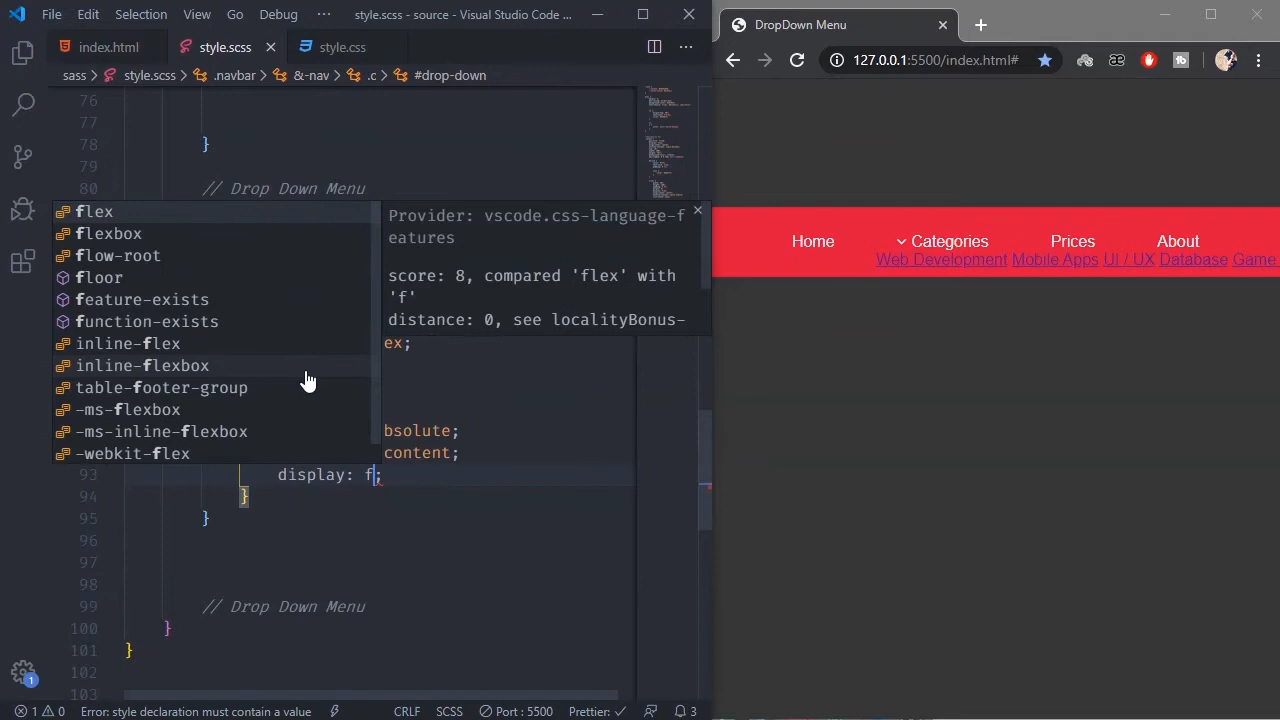 File Edit Selection View Go Debug ··· style.scss - source - Visual Studio Code ...
DropDown Menu
index.html style.scss style.css
127.0.0.1:5500/index.html#
sass > style.scss > .navbar > &-nav > .c > #drop-down
76
77
78 }
79
80 // Drop Down Menu
flex
flexbox
flow-root
floor
feature-exists
function-exists
inline-flex
inline-flexbox
table-footer-group
-ms-flexbox
-ms-inline-flexbox
-webkit-flex
Provider: vscode.css-language-f
eatures
score: 8, compared 'flex' with
'f'
distance: 0, see localityBonus-
ex;
bsolute;
content;
93 display: f;
94 }
95 }
96
97
98
99 // Drop Down Menu
100 }
101 }
102
103
Home Categories Prices About
Web Development Mobile Apps UI / UX Database Game
1
1 0 Error: style declaration must contain a value CRLF SCSS Port : 5500 Prettier: ✓ 3